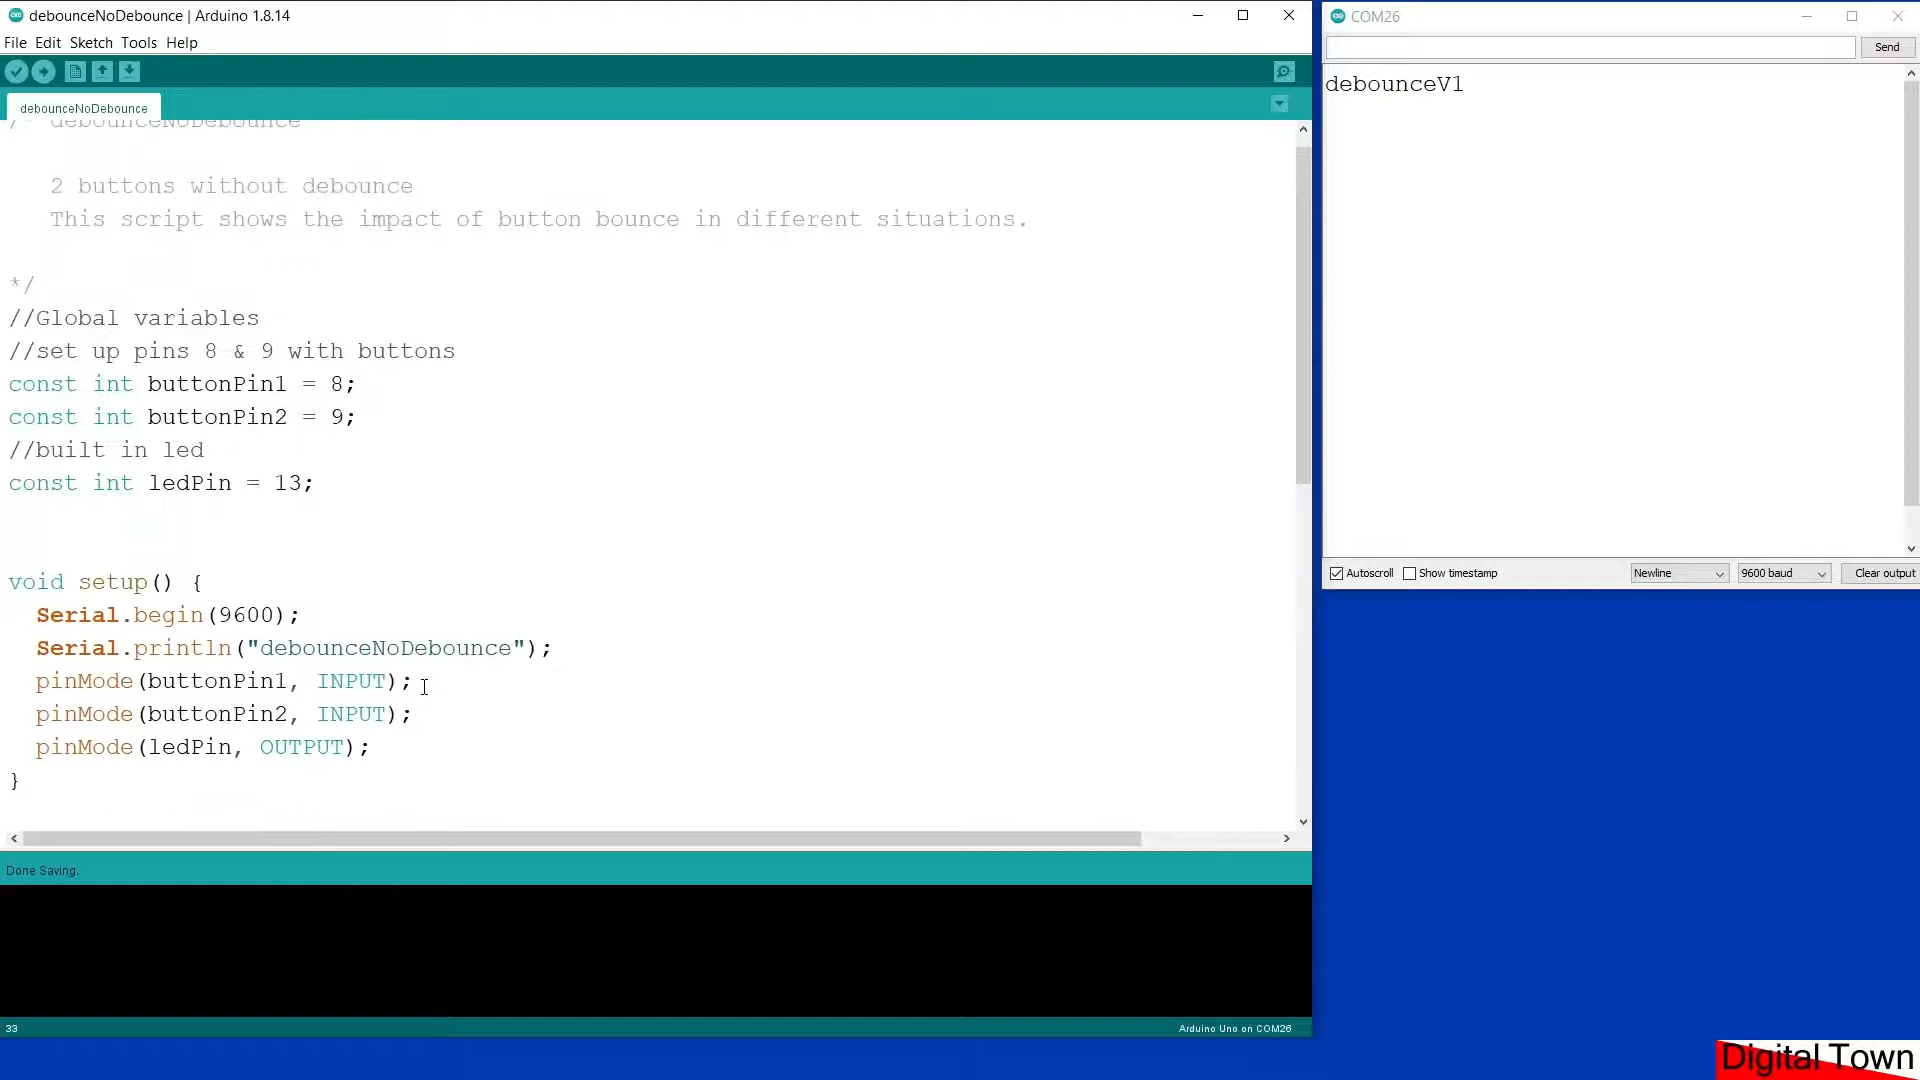 debounceNoDebounce | Arduino 1.8.14
File Edit Sketch Tools Help
debounceNoDebounce
/* debounceNoDebounce
2 buttons without debounce
This script shows the impact of button bounce in different situations.
*/
//Global variables
//set up pins 8 & 9 with buttons
const int buttonPin1 = 8;
const int buttonPin2 = 9;
//built in led
const int ledPin = 13;
void setup() {
Serial.begin(9600);
Serial.println("debounceNoDebounce");
pinMode(buttonPin1, INPUT);
pinMode(buttonPin2, INPUT);
pinMode(ledPin, OUTPUT);
}
Done Saving.
33
Arduino Uno on COM26
COM26
Send
debounceV1
Autoscroll Show timestamp Newline 9600 baud Clear output
Digital Town